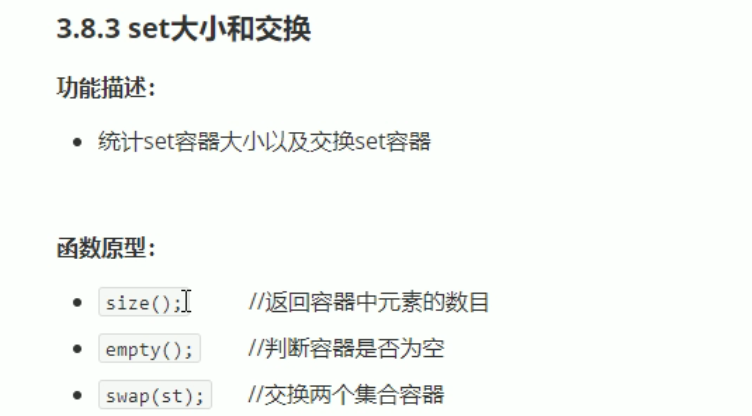 3.8.3 set大小和交换
功能描述：
统计set容器大小以及交换set容器
函数原型：
size(); //返回容器中元素的数目
empty(); //判断容器是否为空
swap(st); //交换两个集合容器